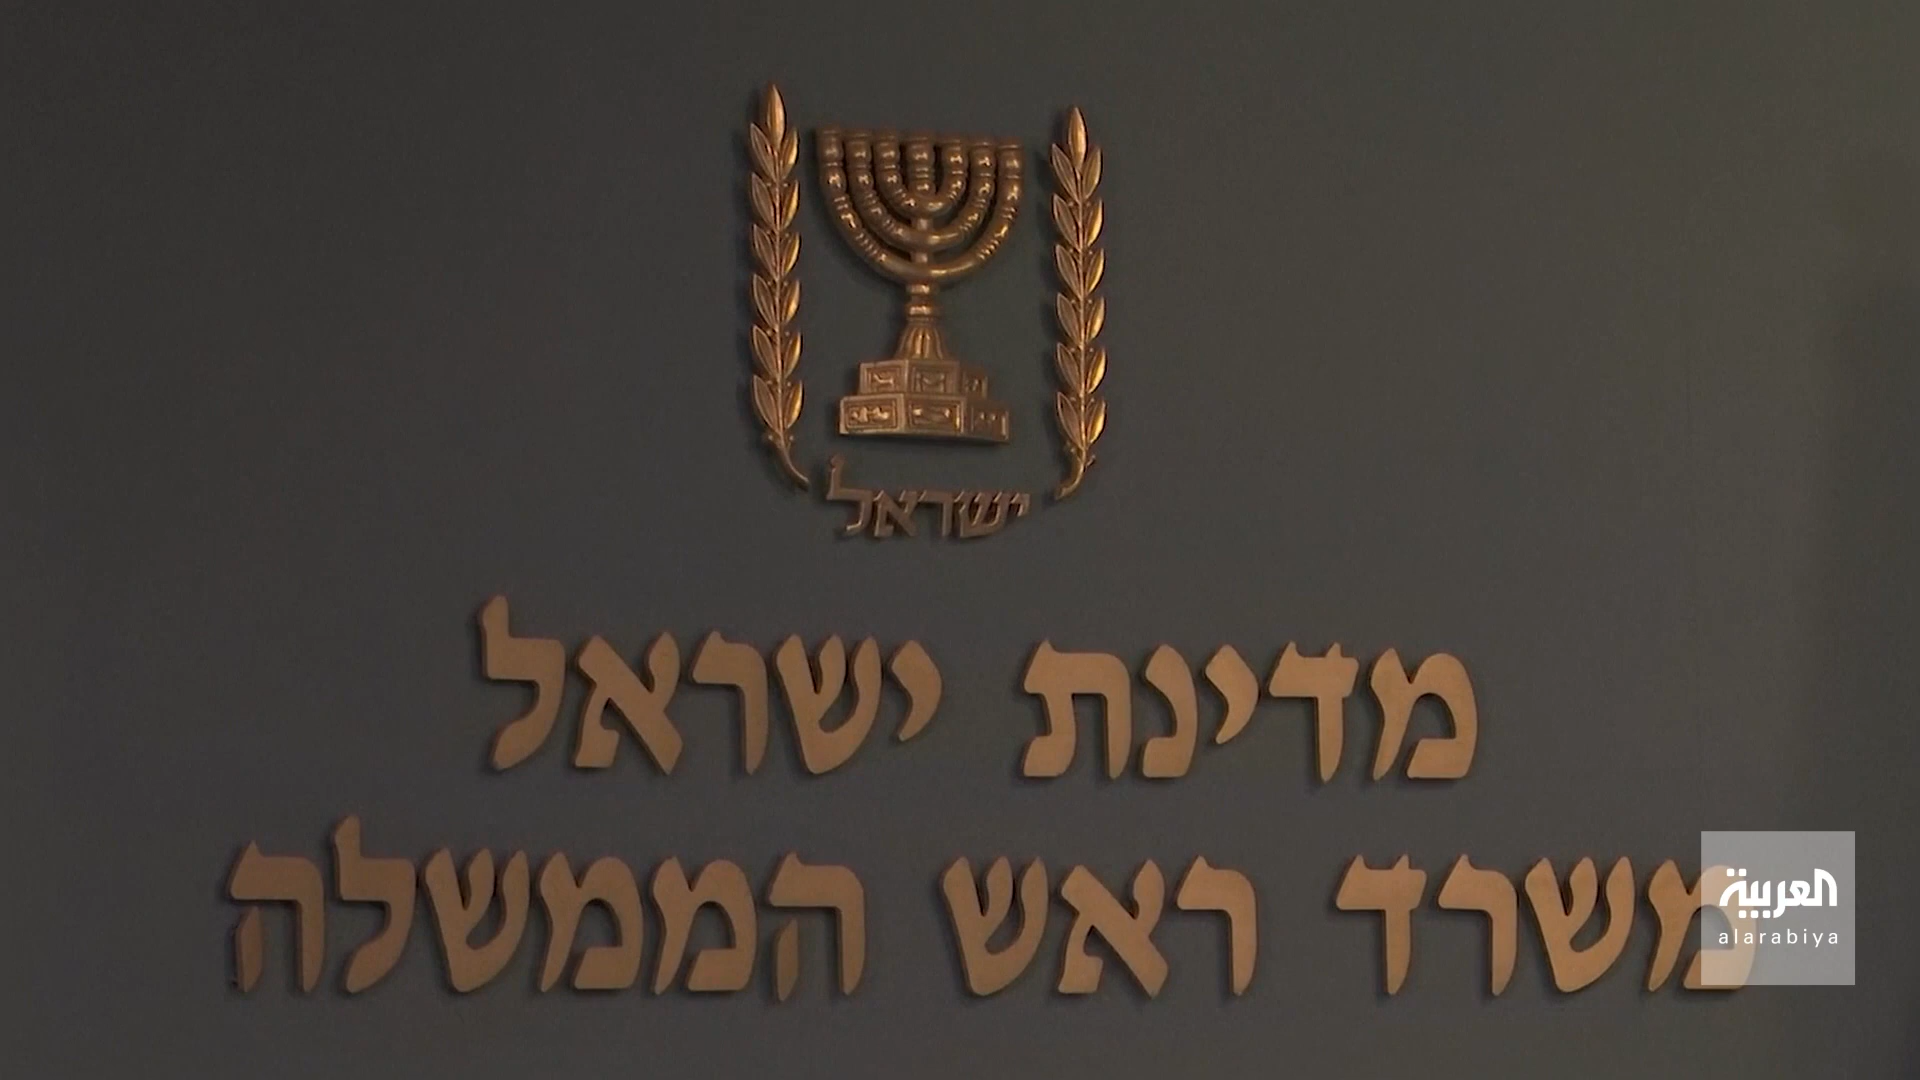 ישראל
מדינת ישראל
משרד ראש הממשלה
العربية
alarabiya